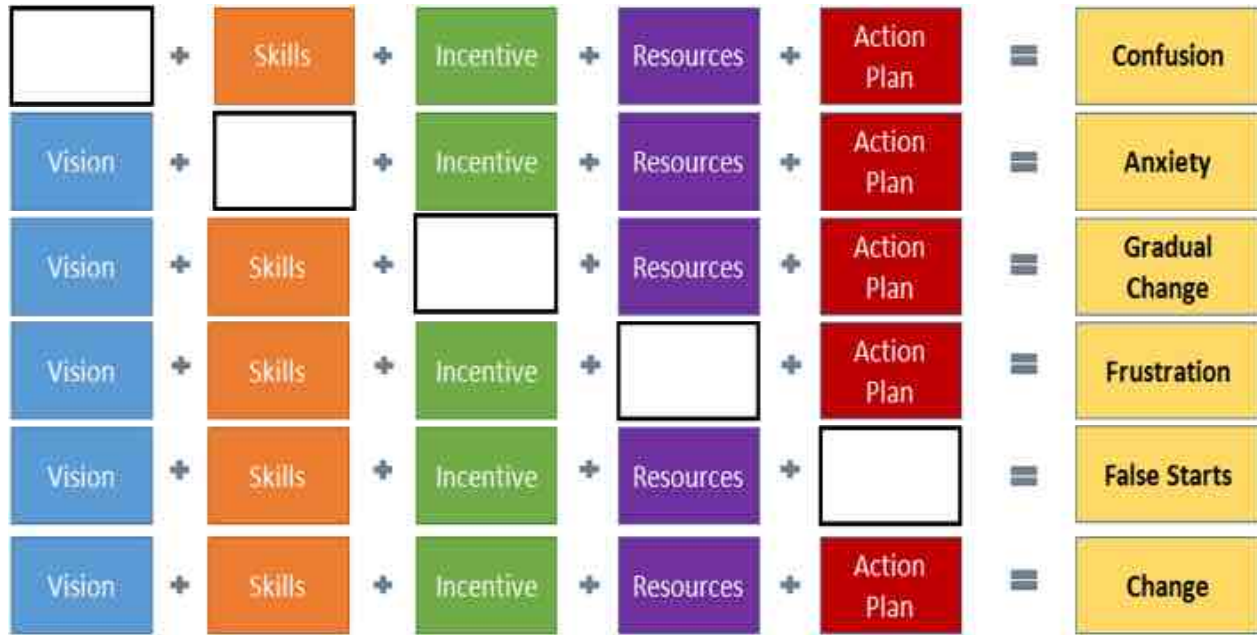 Skills + Incentive + Resources + Action Plan = Confusion
Vision + + Incentive + Resources + Action Plan = Anxiety
Vision + Skills + + Resources + Action Plan = Gradual Change
Vision + Skills + Incentive + + Action Plan = Frustration
Vision + Skills + Incentive + Resources + = False Starts
Vision + Skills + Incentive + Resources + Action Plan = Change